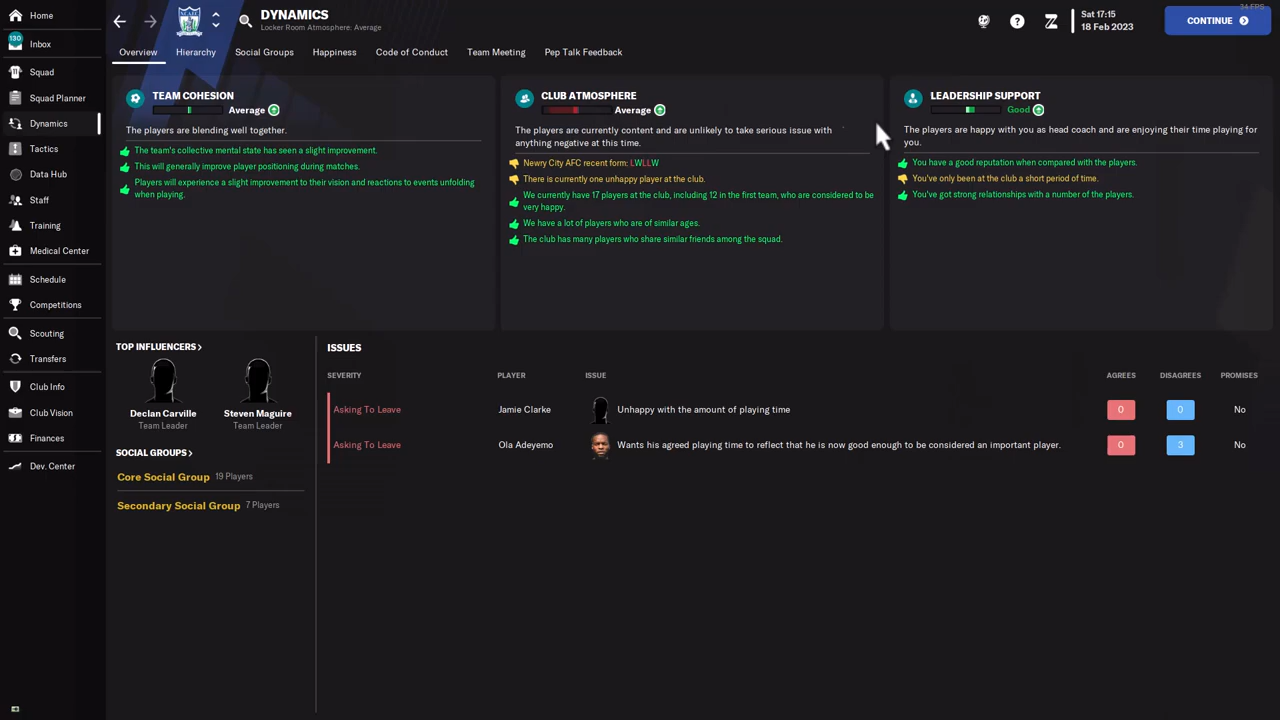 34 FPS
Home
130
Inbox
Squad
Squad Planner
Dynamics
Tactics
Data Hub
Staff
Training
Medical Center
Schedule
Competitions
Scouting
Transfers
Club Info
Club Vision
Finances
Dev. Center
DYNAMICS
Locker Room Atmosphere: Average
Sat 17:15
18 Feb 2023
CONTINUE
Overview
Hierarchy
Social Groups
Happiness
Code of Conduct
Team Meeting
Pep Talk Feedback
TEAM COHESION
Average
The players are blending well together.
The team's collective mental state has seen a slight improvement.
This will generally improve player positioning during matches.
Players will experience a slight improvement to their vision and reactions to events unfolding
when playing.
CLUB ATMOSPHERE
Average
The players are currently content and are unlikely to take serious issue with
anything negative at this time.
Newry City AFC recent form: LWLLW
There is currently one unhappy player at the club.
We currently have 17 players at the club, including 12 in the first team, who are considered to be
very happy.
We have a lot of players who are of similar ages.
The club has many players who share similar friends among the squad.
LEADERSHIP SUPPORT
Good
The players are happy with you as head coach and are enjoying their time playing for
you.
You have a good reputation when compared with the players.
You've only been at the club a short period of time.
You've got strong relationships with a number of the players.
TOP INFLUENCERS >
Declan Carville
Team Leader
Steven Maguire
Team Leader
SOCIAL GROUPS >
Core Social Group 19 Players
Secondary Social Group 7 Players
ISSUES
SEVERITY PLAYER ISSUE AGREES DISAGREES PROMISES
Asking To Leave Jamie Clarke Unhappy with the amount of playing time 0 0 No
Asking To Leave Ola Adeyemo Wants his agreed playing time to reflect that he is now good enough to be considered an important player. 0 3 No